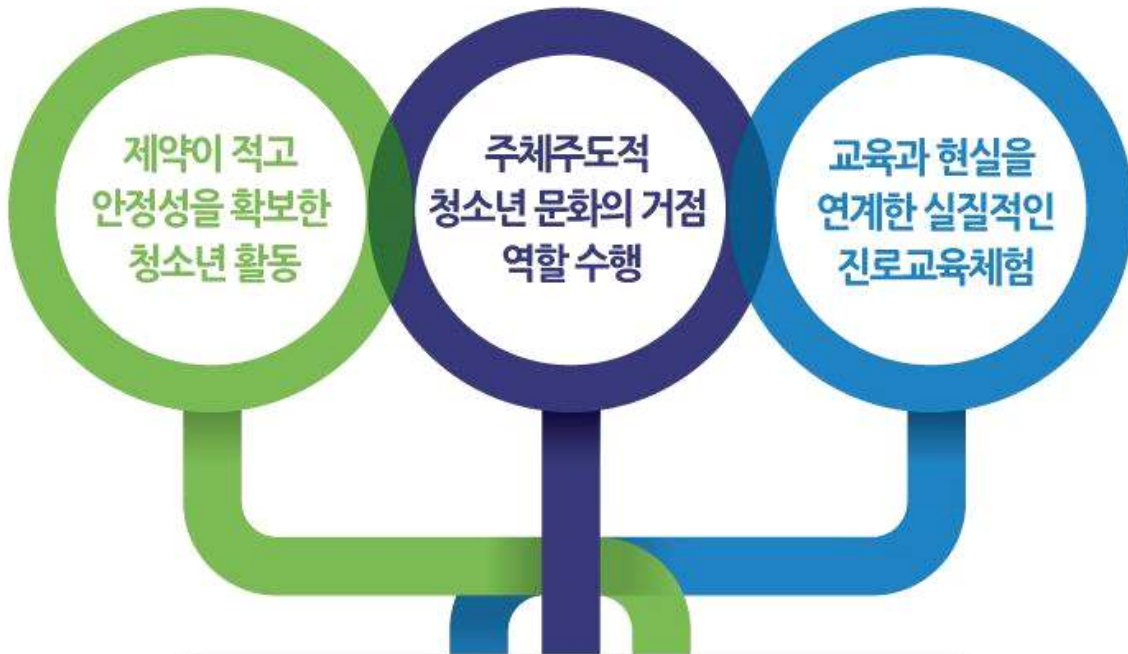 제약이 적고
안정성을 확보한
청소년 활동
주체주도적
청소년 문화의 거점
역할 수행
교육과 현실을
연계한 실질적인
진로교육체험